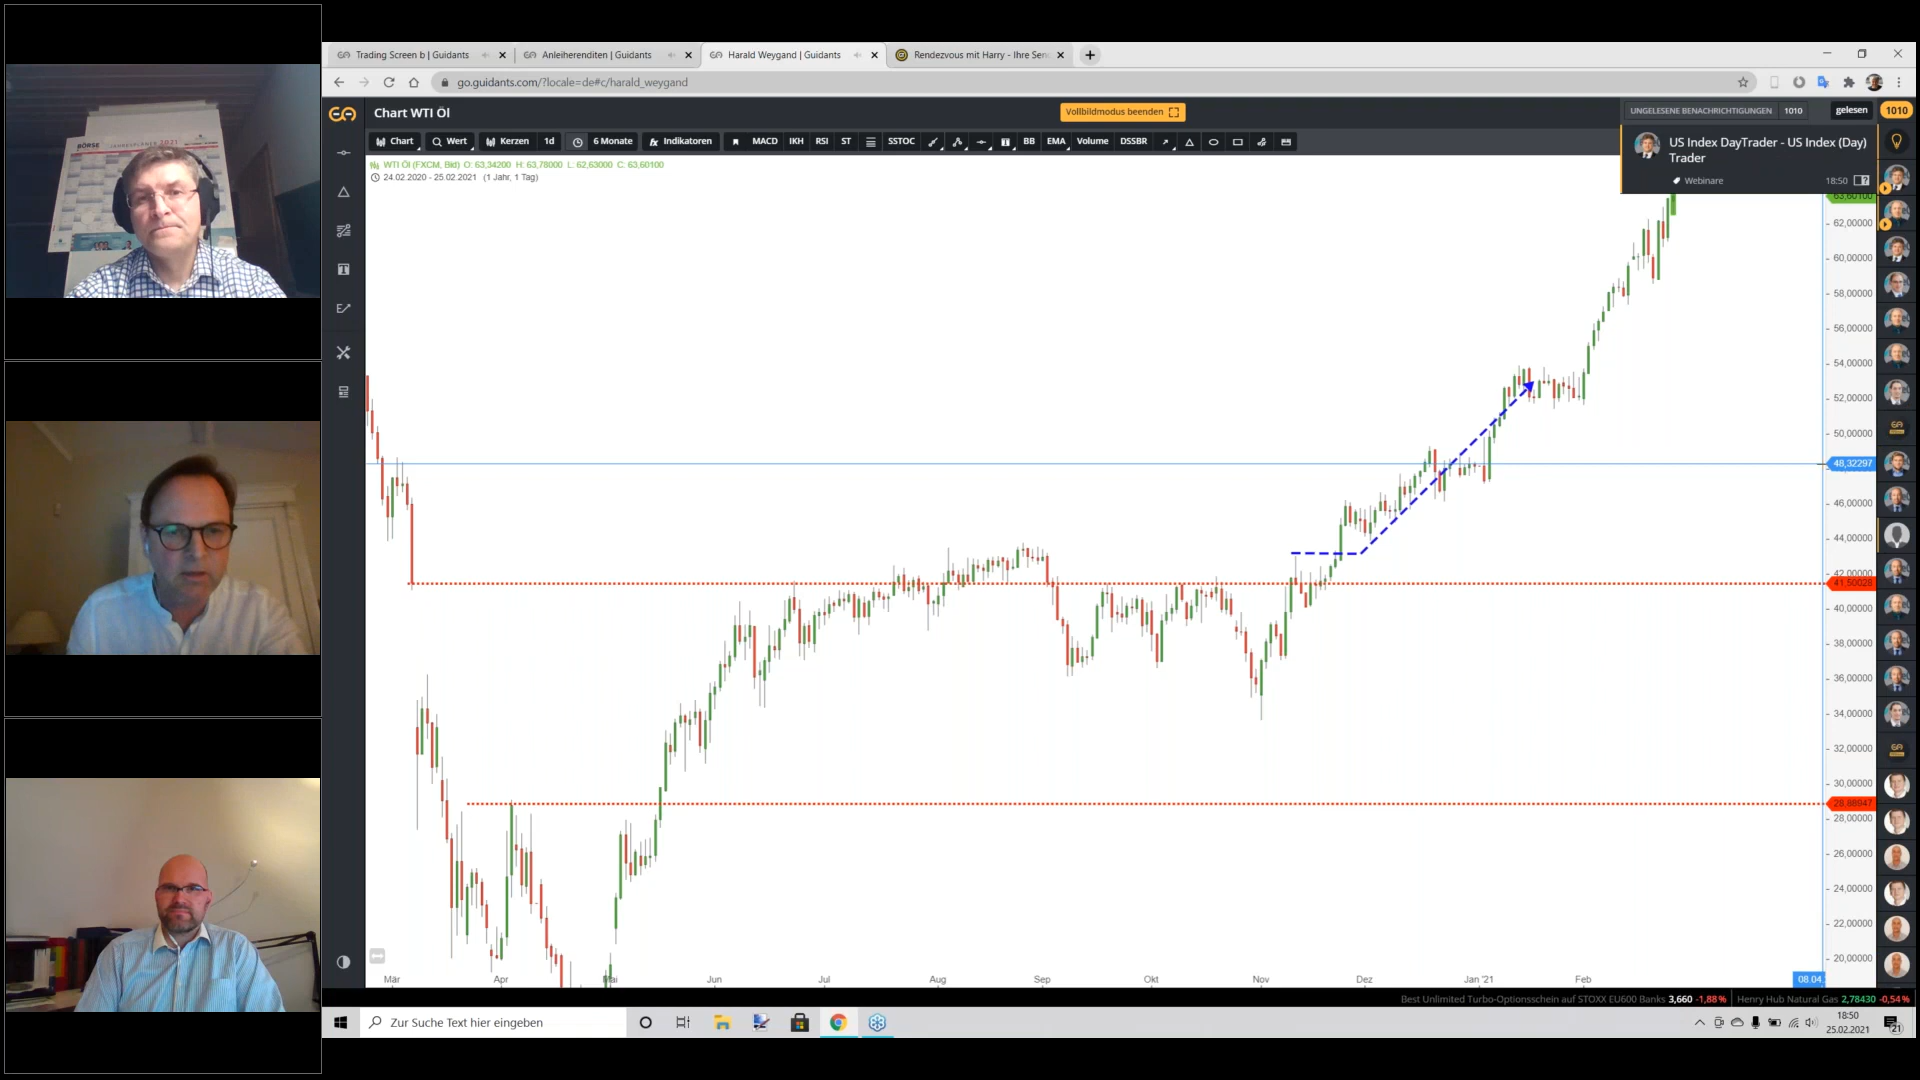 BÖRSE JAHRESPLANER 2021
Trading Screen b | Guidants
Anleiherenditen | Guidants
Harald Weygand | Guidants
Rendezvous mit Harry - Ihre Sen
go.guidants.com/?locale=de#c/harald_weygand
Chart WTI Öl
Vollbildmodus beenden
UNGELESENE BENACHRICHTIGUNGEN 1010 gelesen 1010
Chart Wert Kerzen 1d 6 Monate Indikatoren MACD IKH RSI ST SSTOC BB EMA Volume DSSBR
US Index DayTrader - US Index (Day)
Trader
Webinare 18:50
WTI Öl (FXCM, Bid) O: 63,34200 H: 63,78000 L: 62,63000 C: 63,60100
24.02.2020 - 25.02.2021 (1 Jahr, 1 Tag)
63,60100
62,00000
60,00000
58,00000
56,00000
54,00000
52,00000
50,00000
48,32297
46,00000
44,00000
42,00000
41,50028
40,00000
38,00000
36,00000
34,00000
32,00000
30,00000
28,88947
28,00000
26,00000
24,00000
22,00000
20,00000
Mär Apr Mai Jun Jul Aug Sep Okt Nov Dez Jan '21 Feb 08.04.
Best Unlimited Turbo-Optionsschein auf STOXX EU600 Banks 3,660 -1,88% Henry Hub Natural Gas 2,78430 -0,54%
Zur Suche Text hier eingeben
18:50
25.02.2021
21